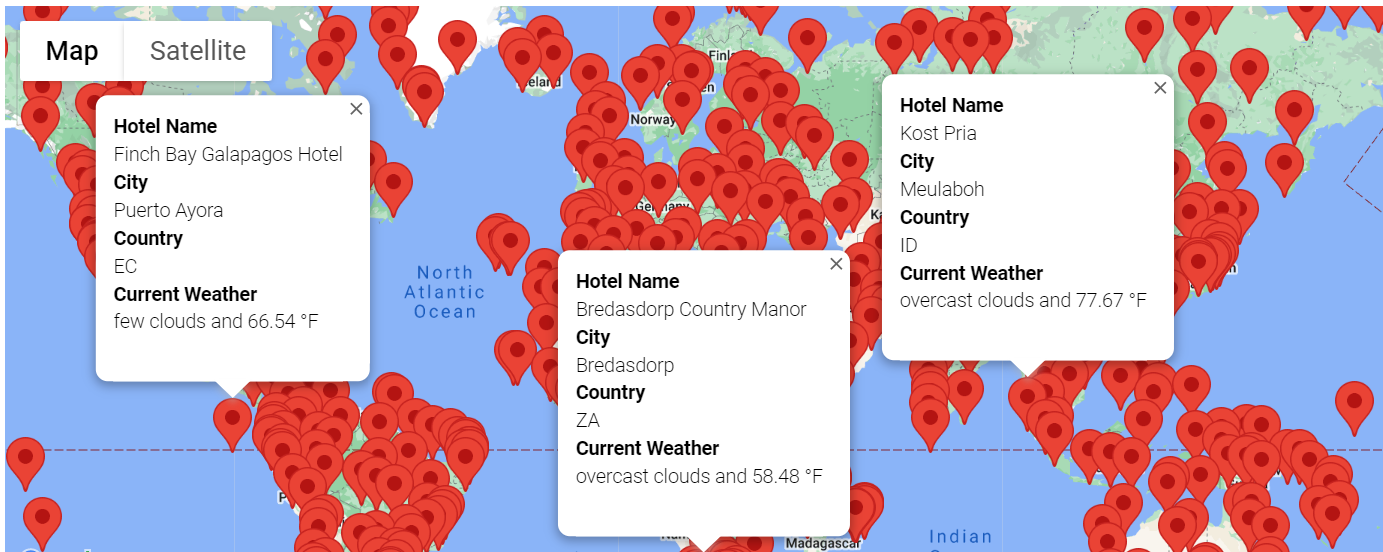 Map
Satellite
Hotel Name
Finch Bay Galapagos Hotel
City
Puerto Ayora
Country
EC
Current Weather
few clouds and 66.54 °F
Hotel Name
Bredasdorp Country Manor
City
Bredasdorp
Country
ZA
Current Weather
overcast clouds and 58.48 °F
Hotel Name
Kost Pria
City
Meulaboh
Country
ID
Current Weather
overcast clouds and 77.67 °F
North
Atlantic
Ocean
Norway
Germany
Madagascar
Indian